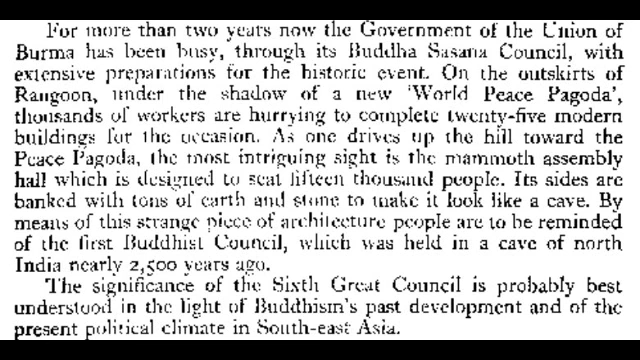 For more than two years now the Government of the Union of
Burma has been busy, through its Buddha Sasana Council, with
extensive preparations for the historic event. On the outskirts of
Rangoon, under the shadow of a new 'World Peace Pagoda',
thousands of workers are hurrying to complete twenty-five modern
buildings for the occasion. As one drives up the hill toward the
Peace Pagoda, the most intriguing sight is the mammoth assembly
hall which is designed to seat fifteen thousand people. Its sides are
banked with tons of earth and stone to make it look like a cave. By
means of this strange piece of architecture people are to be reminded
of the first Buddhist Council, which was held in a cave of north
India nearly 2,500 years ago.
The significance of the Sixth Great Council is probably best
understood in the light of Buddhism's past development and of the
present political climate in South-east Asia.